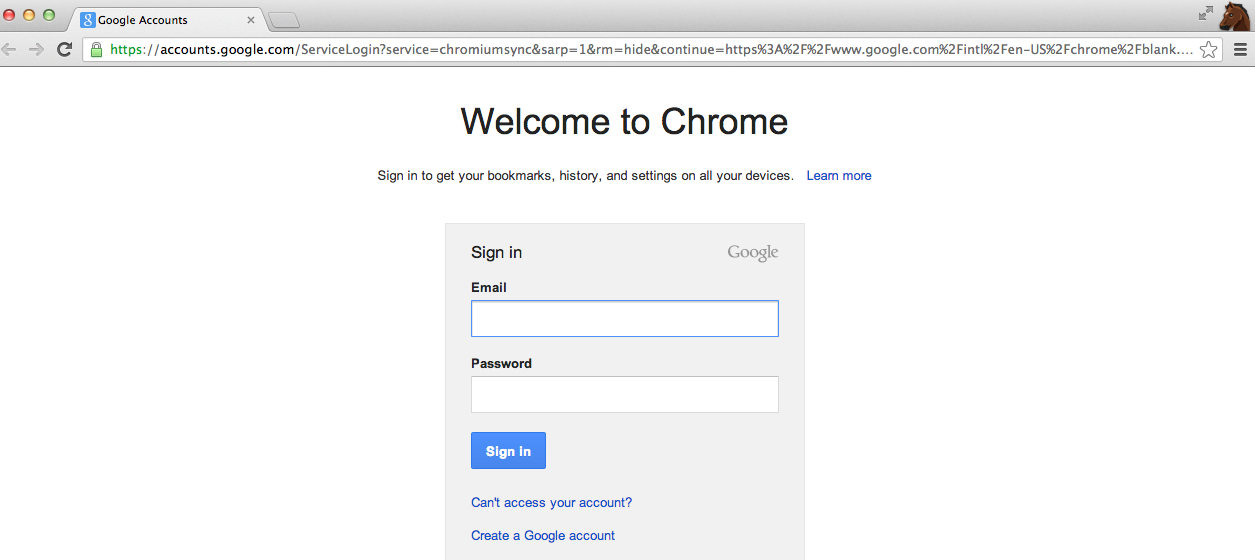 Google Accounts
https://accounts.google.com/ServiceLogin?service=chromiumsync&sarp=1&rm=hide&continue=https%3A%2F%2Fwww.google.com%2Fintl%2Fen-US%2Fchrome%2Fblank....
Welcome to Chrome
Sign in to get your bookmarks, history, and settings on all your devices. Learn more
Sign in Google
Email
Password
Sign in
Can't access your account?
Create a Google account